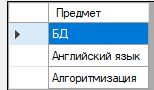 Предмет
БД
Английский язык
Алгоритмизация